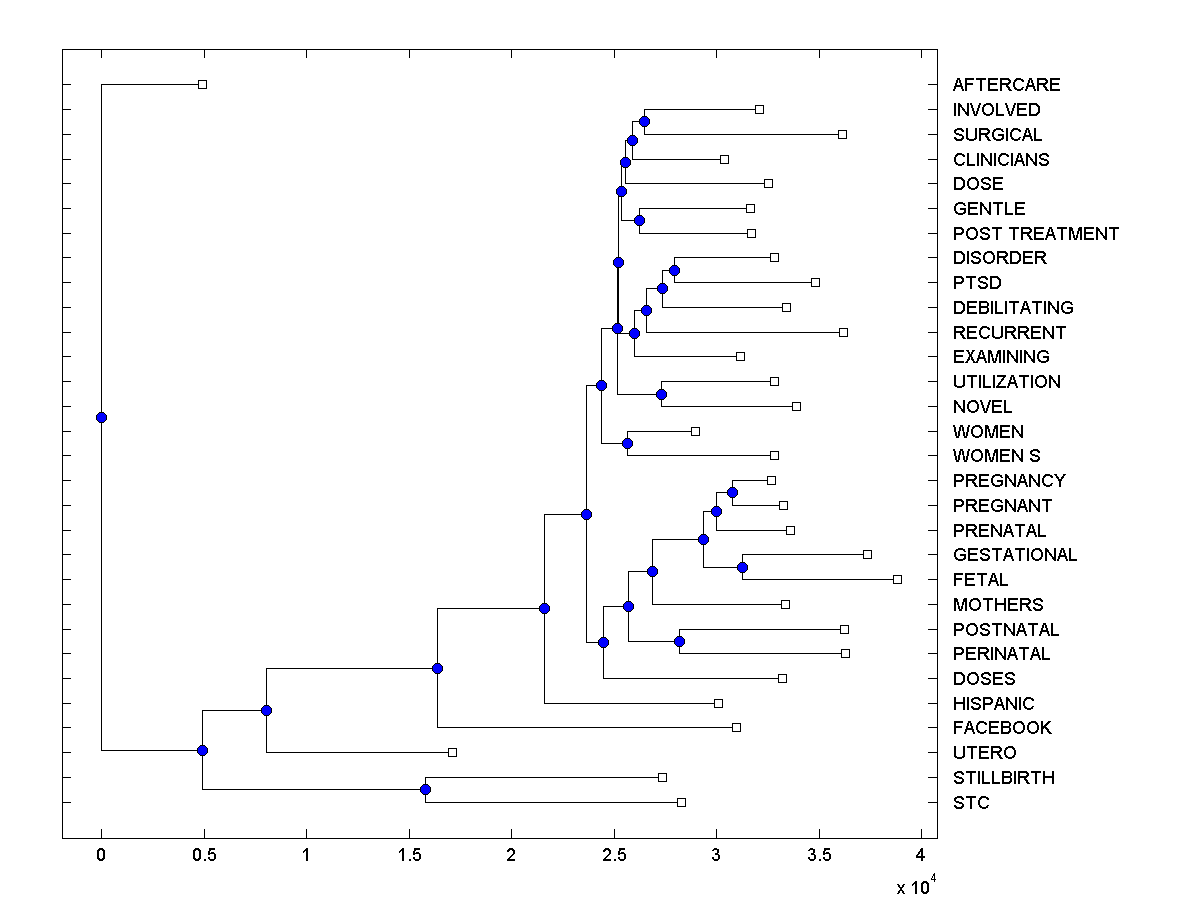 AFTERCARE
INVOLVED
SURGICAL
CLINICIANS
DOSE
GENTLE
POST TREATMENT
DISORDER
PTSD
DEBILITATING
RECURRENT
EXAMINING
UTILIZATION
NOVEL
WOMEN
WOMEN S
PREGNANCY
PREGNANT
PRENATAL
GESTATIONAL
FETAL
MOTHERS
POSTNATAL
PERINATAL
DOSES
HISPANIC
FACEBOOK
UTERO
STILLBIRTH
STC
0 0.5 1 1.5 2 2.5 3 3.5 4
x 10^4